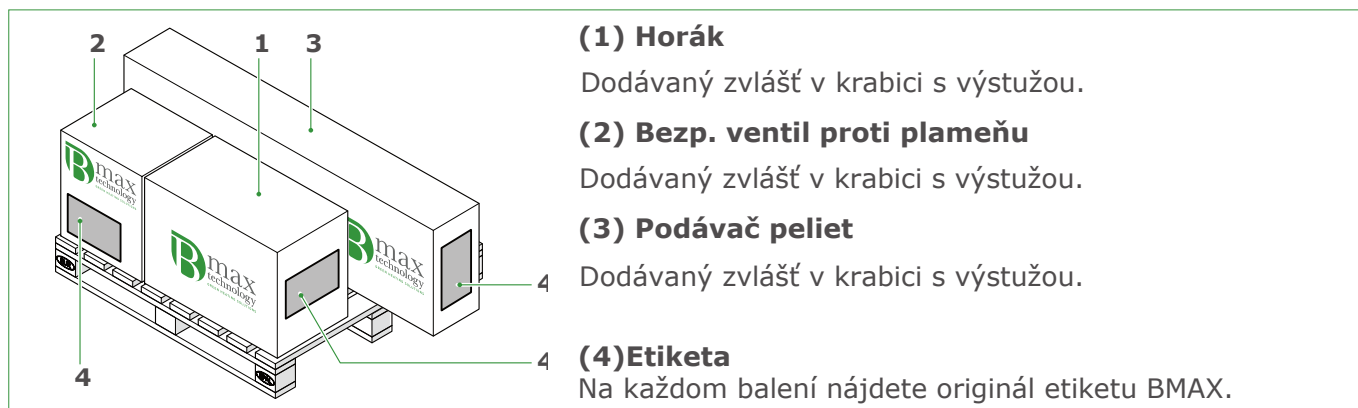 2 1 3
(1) Horák
Dodávaný zvlášť v krabici s výstužou.
(2) Bezp. ventil proti plameňu
Dodávaný zvlášť v krabici s výstužou.
(3) Podávač peliet
Dodávaný zvlášť v krabici s výstužou.
(4)Etiketa
Na každom balení nájdete originál etiketu BMAX.
B max
technology
B max
technology
B max
technology
4
4
4